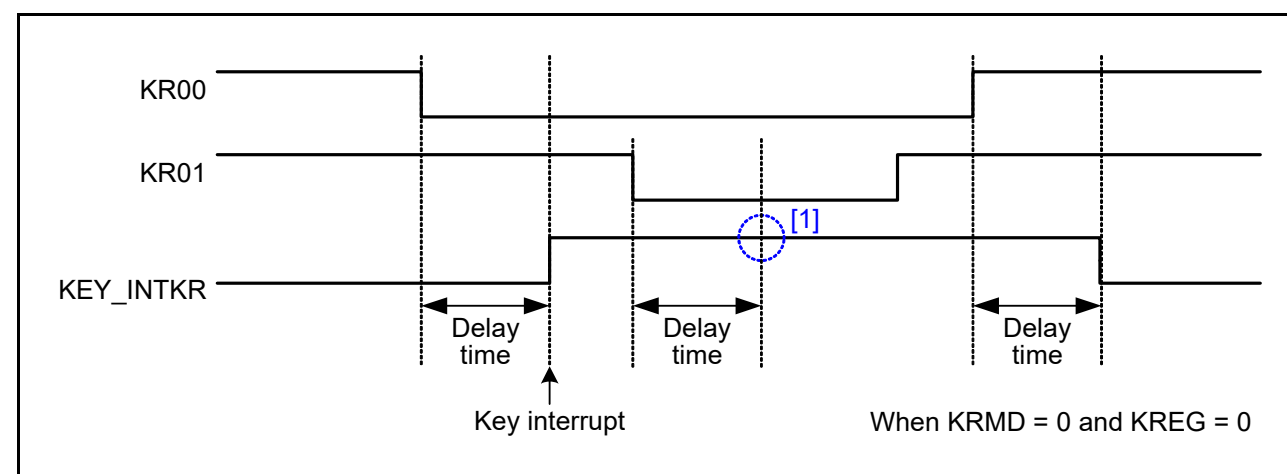 KR00
KR01
[1]
KEY_INTKR
Delay
time
Delay
time
Delay
time
Key interrupt
When KRMD = 0 and KREG = 0